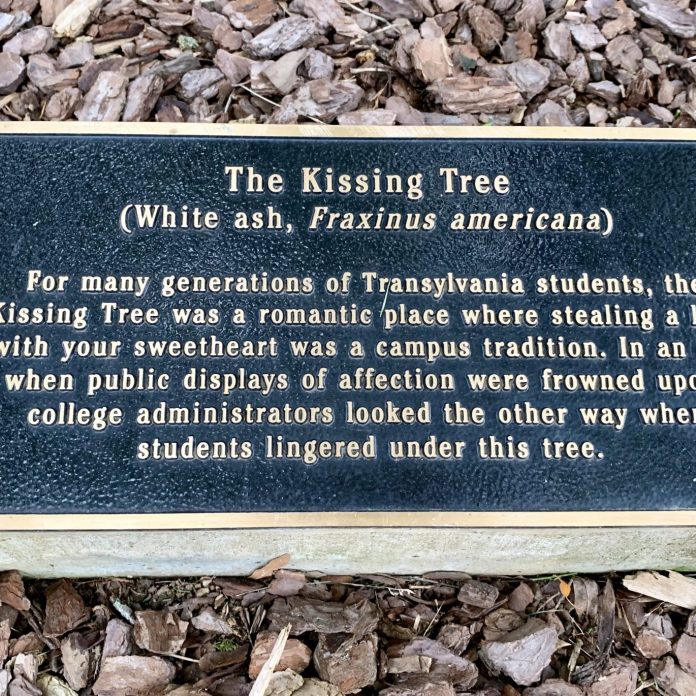 The Kissing Tree
(White ash, Fraxinus americana)
For many generations of Transylvania students, the
Kissing Tree was a romantic place where stealing a
with your sweetheart was a campus tradition. In an
when public displays of affection were frowned upo
college administrators looked the other way when
students lingered under this tree.